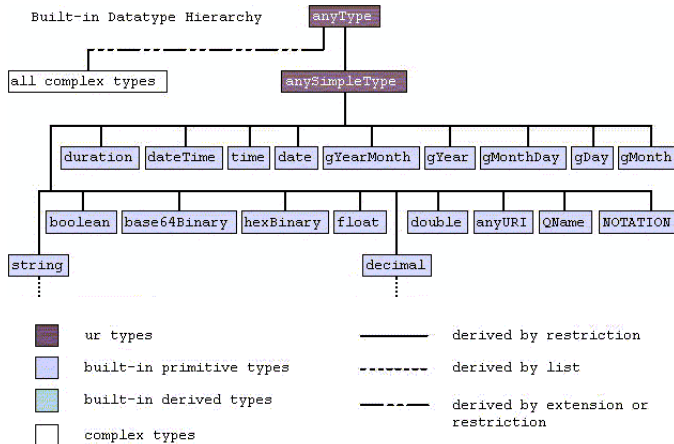 Built-in Datatype Hierarchy
anyType
all complex types
anySimpleType
duration
dateTime
time
date
gYearMonth
gYear
gMonthDay
gDay
gMonth
boolean
base64Binary
hexBinary
float
double
anyURI
QName
NOTATION
string
decimal
ur types
derived by restriction
built-in primitive types
derived by list
built-in derived types
derived by extension or
restriction
complex types